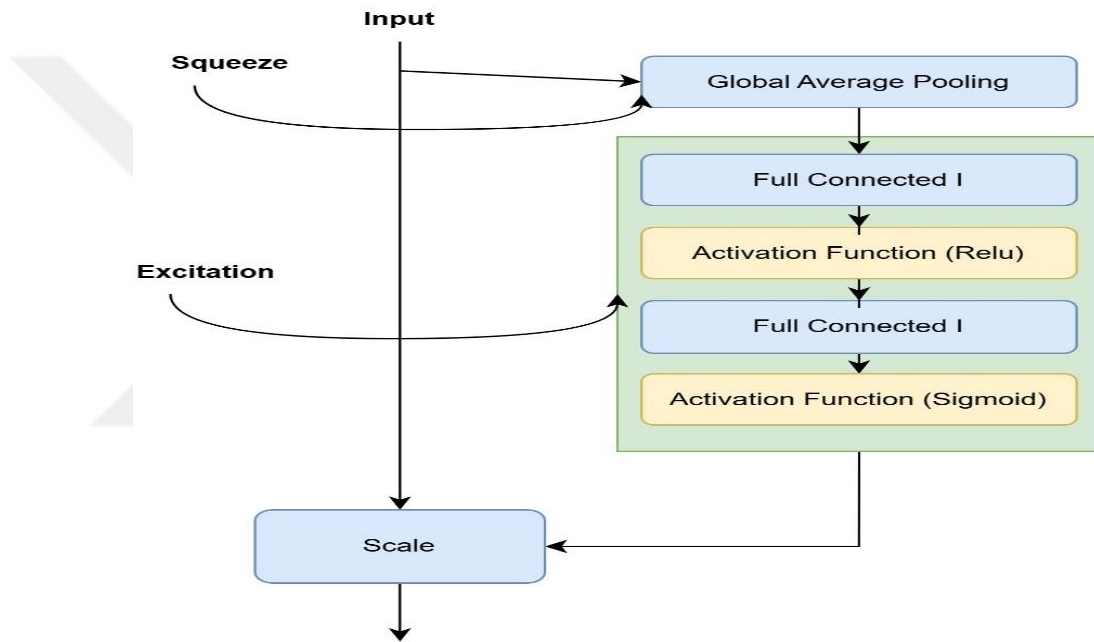 Input
Squeeze
Global Average Pooling
Full Connected I
Activation Function (Relu)
Excitation
Full Connected I
Activation Function (Sigmoid)
Scale